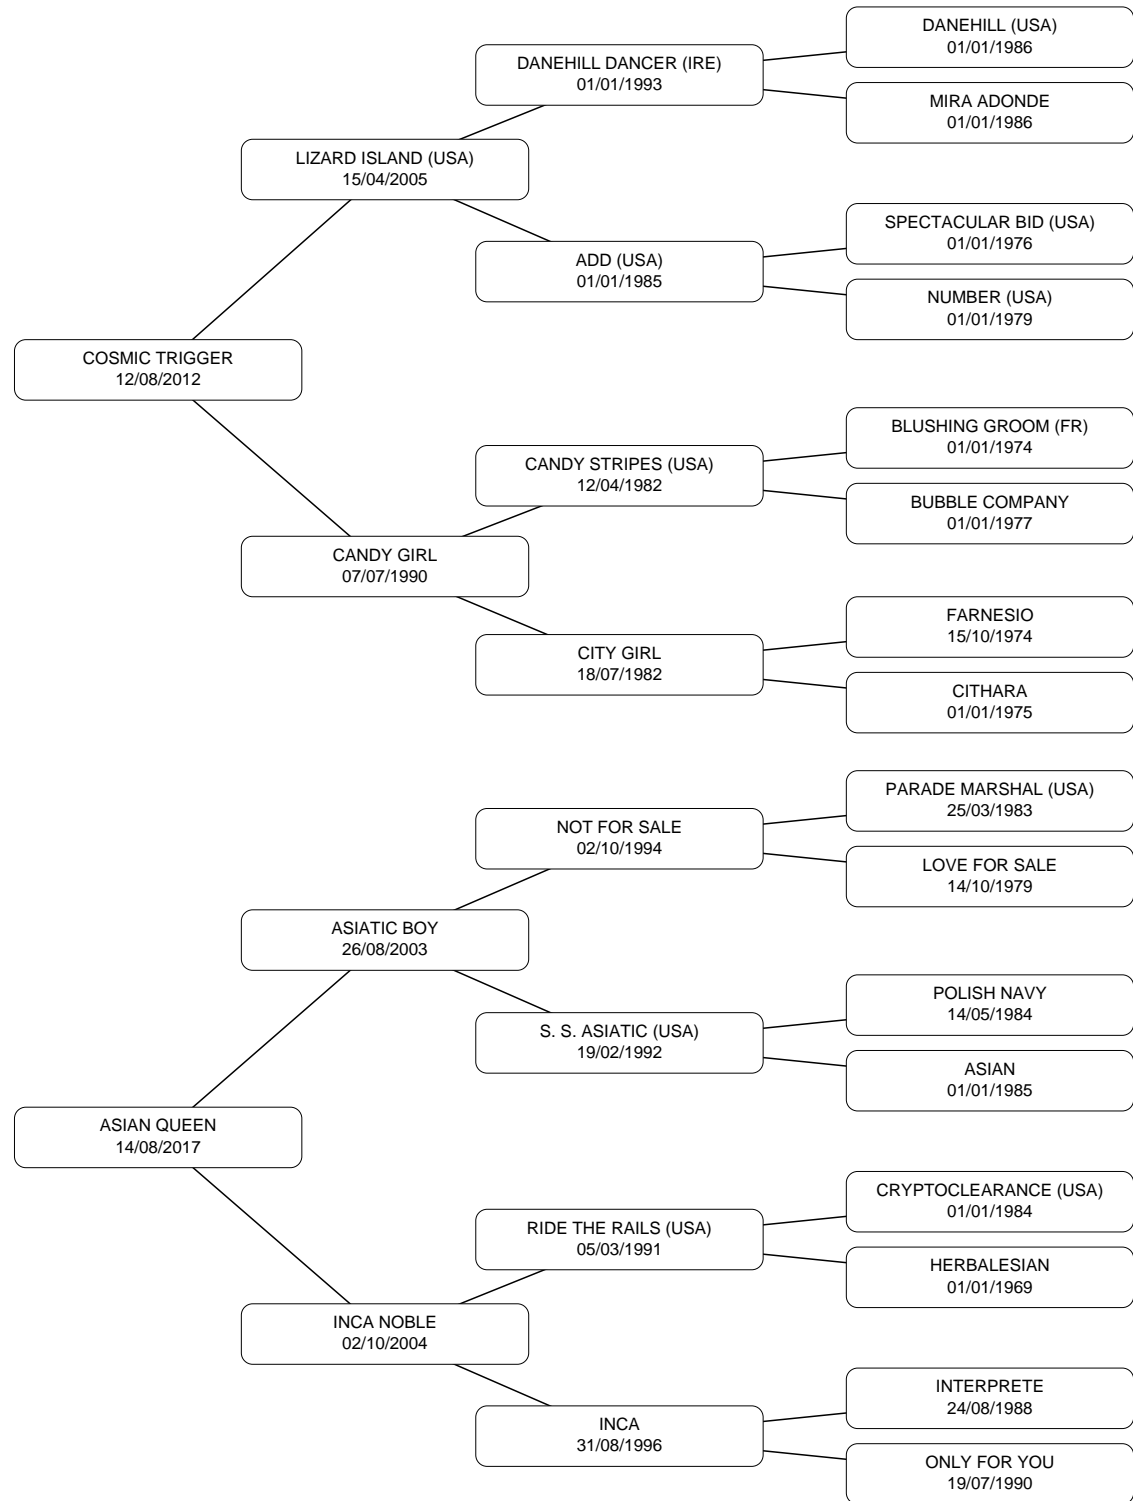 DANEHILL (USA)
01/01/1986
DANEHILL DANCER (IRE)
01/01/1993
MIRA ADONDE
01/01/1986
LIZARD ISLAND (USA)
15/04/2005
SPECTACULAR BID (USA)
01/01/1976
ADD (USA)
01/01/1985
NUMBER (USA)
01/01/1979
COSMIC TRIGGER
12/08/2012
BLUSHING GROOM (FR)
01/01/1974
CANDY STRIPES (USA)
12/04/1982
BUBBLE COMPANY
01/01/1977
CANDY GIRL
07/07/1990
FARNESIO
15/10/1974
CITY GIRL
18/07/1982
CITHARA
01/01/1975
PARADE MARSHAL (USA)
25/03/1983
NOT FOR SALE
02/10/1994
LOVE FOR SALE
14/10/1979
ASIATIC BOY
26/08/2003
POLISH NAVY
14/05/1984
S. S. ASIATIC (USA)
19/02/1992
ASIAN
01/01/1985
ASIAN QUEEN
14/08/2017
CRYPTOCLEARANCE (USA)
01/01/1984
RIDE THE RAILS (USA)
05/03/1991
HERBALESIAN
01/01/1969
INCA NOBLE
02/10/2004
INTERPRETE
24/08/1988
INCA
31/08/1996
ONLY FOR YOU
19/07/1990